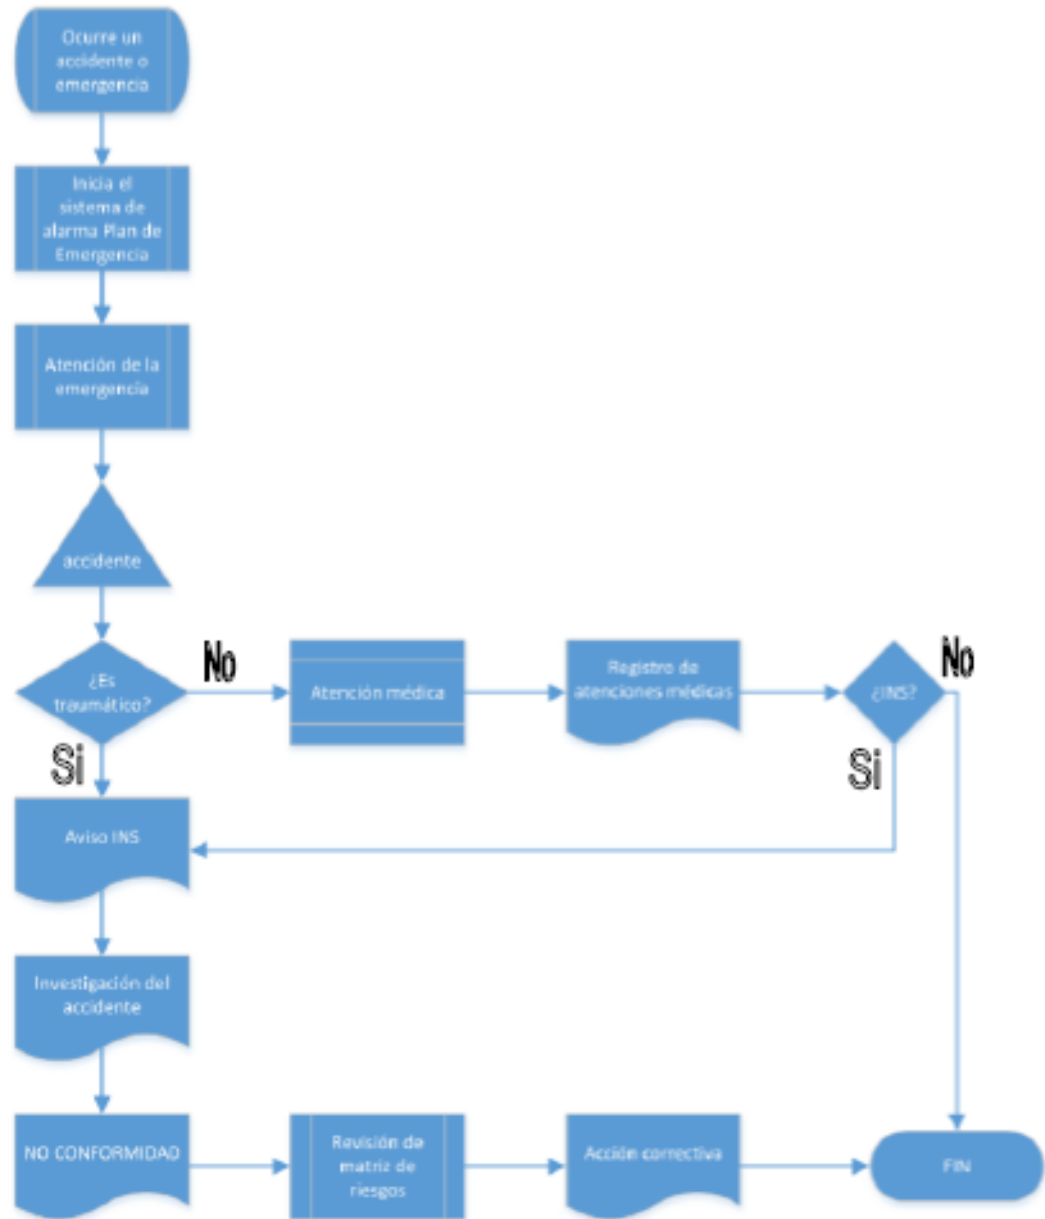 Ocurre un
accidente o
emergencia
Inicia el
sistema de
alarma Plan de
Emergencia
Atención de la
emergencia
accidente
¿Es
traumático?
No
Atención médica
Registro de
atenciones médicas
¿INS?
No
Si
Si
Aviso INS
Investigación del
accidente
NO CONFORMIDAD
Revisión de
matriz de
riesgos
Acción correctiva
FIN